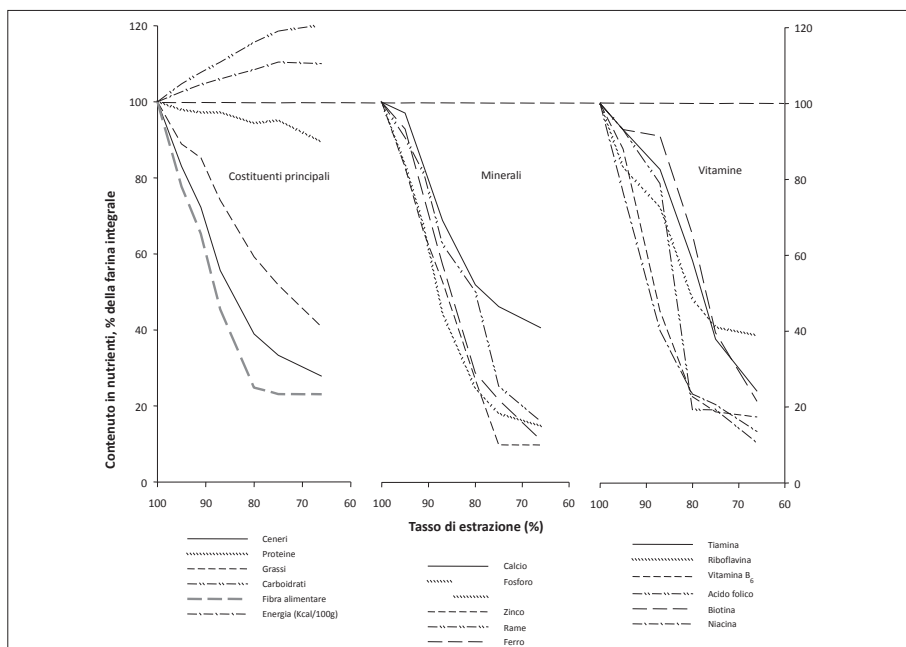 120
100
80
60
40
20
0
Contenuto in nutrienti, % della farina integrale
Costituenti principali
Minerali
Vitamine
120
100
80
60
40
20
0
100 90 80 70 60
100 90 80 70 60
100 90 80 70 60
Tasso di estrazione (%)
Ceneri
Proteine
Grassi
Carboidrati
Fibra alimentare
Energia (Kcal/100g)
Calcio
Fosforo
Zinco
Rame
Ferro
Tiamina
Riboflavina
Vitamina B6
Acido folico
Biotina
Niacina